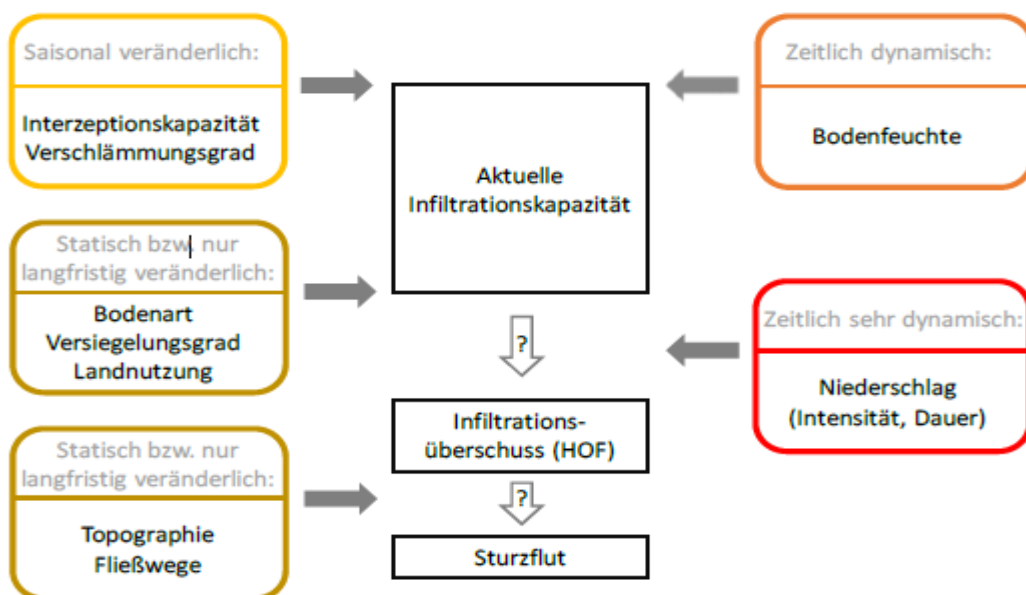 Saisonal veränderlich:
Interzeptionskapazität
Verschlämmungsgrad
Statisch bzw. nur
langfristig veränderlich:
Bodenart
Versiegelungsgrad
Landnutzung
Statisch bzw. nur
langfristig veränderlich:
Topographie
Fließwege
Aktuelle
Infiltrationskapazität
?
Infiltrations-
überschuss (HOF)
?
Sturzflut
Zeitlich dynamisch:
Bodenfeuchte
Zeitlich sehr dynamisch:
Niederschlag
(Intensität, Dauer)